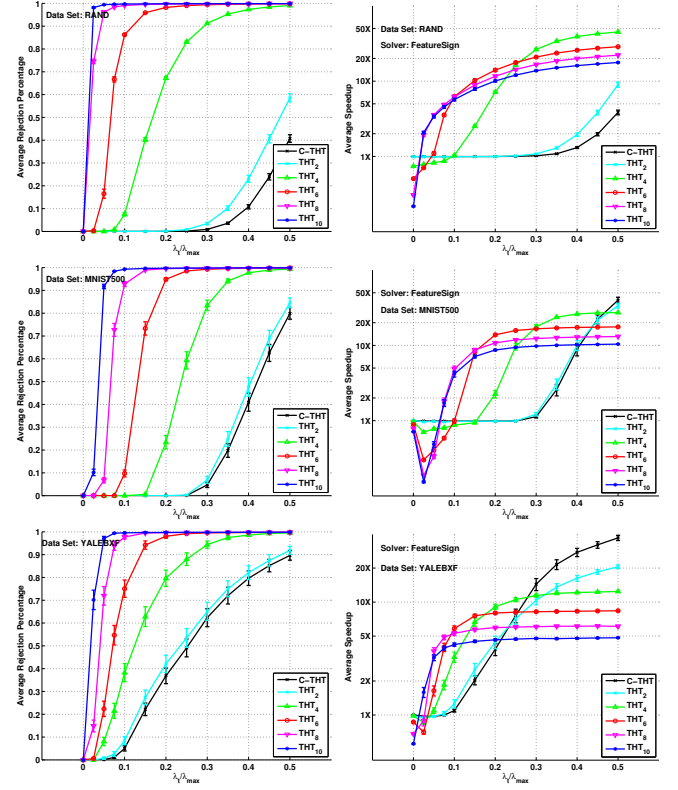 Average Rejection Percentage
1
0.9
0.8
0.7
0.6
0.5
0.4
0.3
0.2
0.1
0
Data Set: RAND
C-THT
THT2
THT4
THT6
THT8
THT10
0 0.1 0.2 0.3 0.4 0.5
λt/λmax
Average Speedup
50X
20X
10X
5X
2X
1X
Data Set: RAND
Solver: FeatureSign
C-THT
THT2
THT4
THT6
THT8
THT10
0 0.1 0.2 0.3 0.4 0.5
λt/λmax
Average Rejection Percentage
1
0.9
0.8
0.7
0.6
0.5
0.4
0.3
0.2
0.1
0
Data Set: MNIST500
C-THT
THT2
THT4
THT6
THT8
THT10
0 0.1 0.2 0.3 0.4 0.5
λt/λmax
Average Speedup
50X
20X
10X
5X
1X
Solver: FeatureSign
Data Set: MNIST500
C-THT
THT2
THT4
THT6
THT8
THT10
0 0.1 0.2 0.3 0.4 0.5
λt/λmax
Average Rejection Percentage
1
0.9
0.8
0.7
0.6
0.5
0.4
0.3
0.2
0.1
0
Data Set: YALEBXF
C-THT
THT2
THT4
THT6
THT8
THT10
0 0.1 0.2 0.3 0.4 0.5
λt/λmax
Average Speedup
20X
10X
5X
2X
1X
Solver: FeatureSign
Data Set: YALEBXF
C-THT
THT2
THT4
THT6
THT8
THT10
0 0.1 0.2 0.3 0.4 0.5
λt/λmax